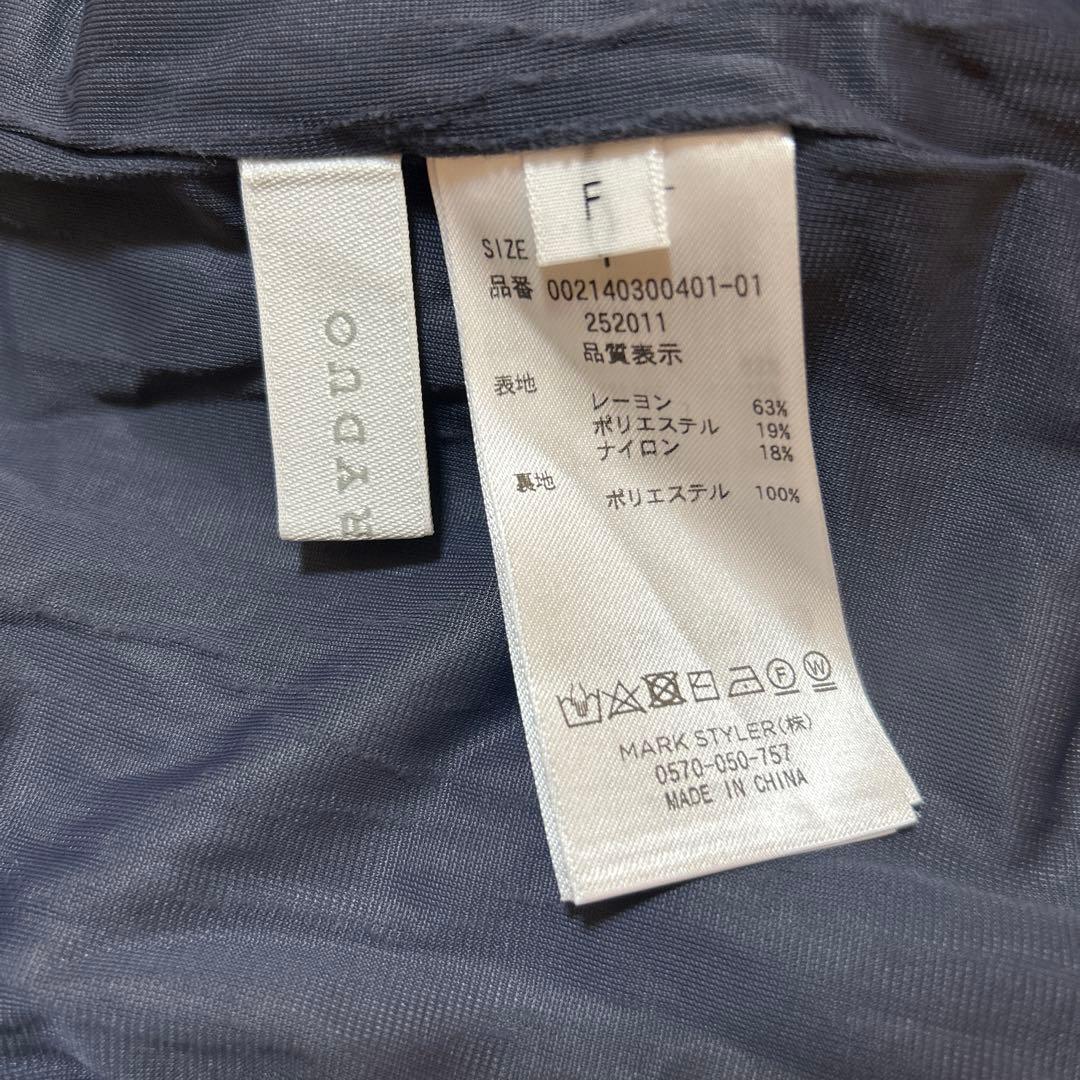 F
SIZE
品番 002140300401-01
252011
品質表示
表地
レーヨン 63%
ポリエステル 19%
ナイロン 18%
裏地
ポリエステル 100%
F W
MARK STYLER(株)
0570-050-757
MADE IN CHINA